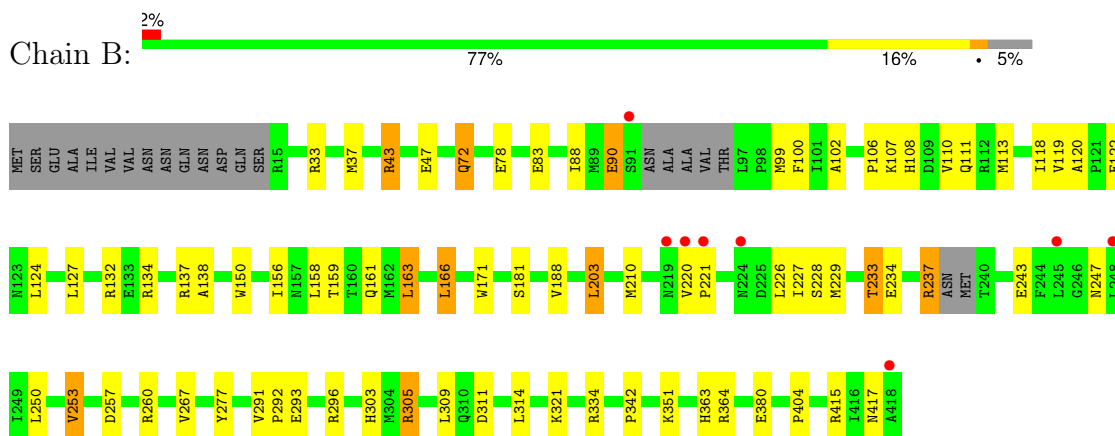 2%
Chain B:
77% 16% • 5%
MET SER GLU ALA ILE VAL VAL ASN ASN GLN ASN ASP GLN SER R15 R33 M37 R43 E47 Q72 E78 E83 I88 M89 E90 S91 ASN ALA ALA VAL THR L97 P98 M99 F100 I101 A102 P106 K107 H108 D109 V110 Q111 R112 M113 I118 V119 A120 P121
N123 L124 L127 R132 E133 R134 R137 A138 W150 I156 N157 L158 T159 T160 Q161 M162 L163 L166 W171 S181 V188 L203 M210 N219 V220 P221 N224 D225 L226 I227 S228 M229 T233 E234 R237 ASN MET T240 E243 F244 L245 G246 N247 L248
I249 L250 V253 D257 R260 V267 Y277 V291 P292 E293 R296 H303 M304 R305 L309 Q310 D311 L314 K321 R334 P342 K351 H363 R364 E380 P404 R415 I416 N417 A418